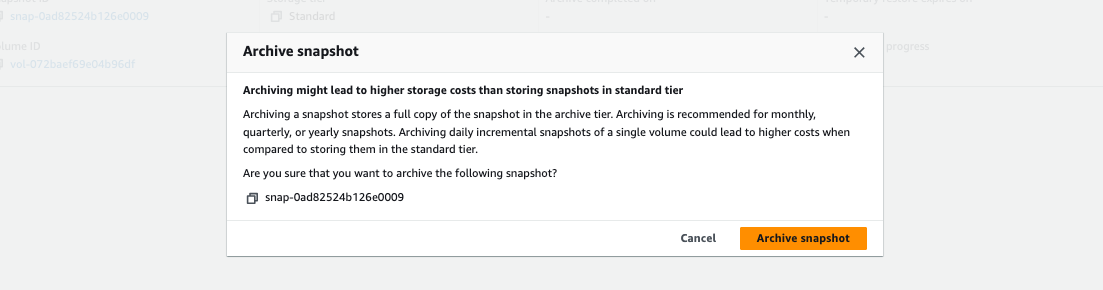 snap-0ad82524b126e0009
Standard
-
-
Volume ID
progress
vol-072baef69e04b96df
Archive snapshot
Archiving might lead to higher storage costs than storing snapshots in standard tier
Archiving a snapshot stores a full copy of the snapshot in the archive tier. Archiving is recommended for monthly,
quarterly, or yearly snapshots. Archiving daily incremental snapshots of a single volume could lead to higher costs when
compared to storing them in the standard tier.
Are you sure that you want to archive the following snapshot?
snap-0ad82524b126e0009
Cancel
Archive snapshot